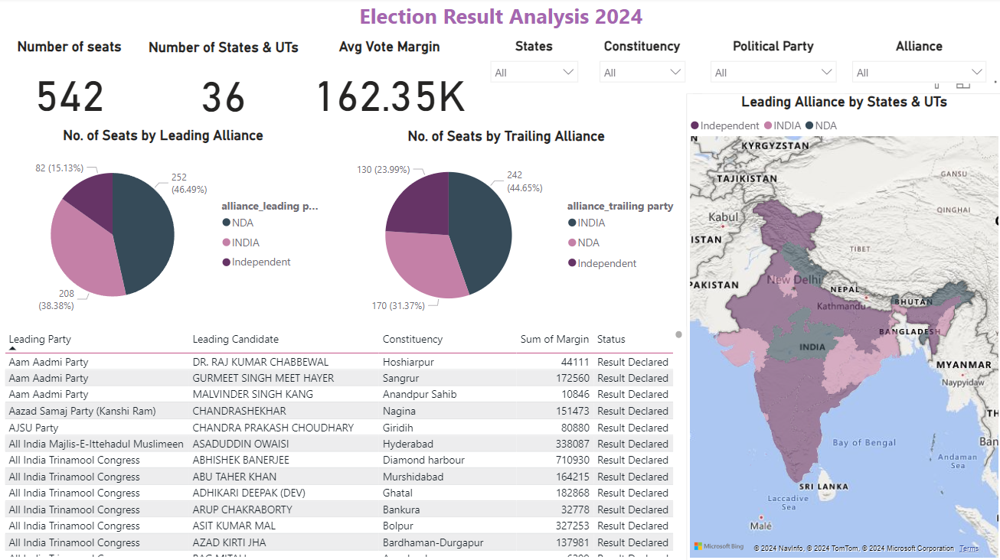 Election Result Analysis 2024
Number of seats
542
Number of States & UTs
36
Avg Vote Margin
162.35K
States
All
Constituency
All
Political Party
All
Alliance
All
No. of Seats by Leading Alliance
82 (15.13%)
252
(46.49%)
208
(38.38%)
alliance_leading p...
NDA
INDIA
Independent
No. of Seats by Trailing Alliance
130 (23.99%)
242
(44.65%)
170 (31.37%)
alliance_trailing party
INDIA
NDA
Independent
Leading Party Leading Candidate Constituency Sum of Margin Status
Aam Aadmi Party DR. RAJ KUMAR CHABBEWAL Hoshiarpur 44111 Result Declared
Aam Aadmi Party GURMEET SINGH MEET HAYER Sangrur 172560 Result Declared
Aam Aadmi Party MALVINDER SINGH KANG Anandpur Sahib 10846 Result Declared
Aazad Samaj Party (Kanshi Ram) CHANDRASHEKHAR Nagina 151473 Result Declared
AJSU Party CHANDRA PRAKASH CHOUDHARY Giridih 80880 Result Declared
All India Majlis-E-Ittehadul Muslimeen ASADUDDIN OWAISI Hyderabad 338087 Result Declared
All India Trinamool Congress ABHISHEK BANERJEE Diamond harbour 710930 Result Declared
All India Trinamool Congress ABU TAHER KHAN Murshidabad 164215 Result Declared
All India Trinamool Congress ADHIKARI DEEPAK (DEV) Ghatal 182868 Result Declared
All India Trinamool Congress ARUP CHAKRABORTY Bankura 32778 Result Declared
All India Trinamool Congress ASIT KUMAR MAL Bolpur 327253 Result Declared
All India Trinamool Congress AZAD KIRTI JHA Bardhaman-Durgapur 137981 Result Declared
Leading Alliance by States & UTs
Independent INDIA NDA
KYRGYZSTAN
TAJIKISTAN
GANSU
QINGHAI
Kabul
ISTAN
TIBET
PAKISTAN
New Delhi
NEPAL
Kathmandu
BHUTAN
BANGLADESH
INDIA
MYANMAR
Naypyidaw
TH
Bay of Bengal
Ban
Andaman
Sea
SRI LANKA
Laccadive
Sea
Malé
Microsoft Bing
© 2024 NavInfo, © 2024 TomTom, © 2024 Microsoft Corporation Terms